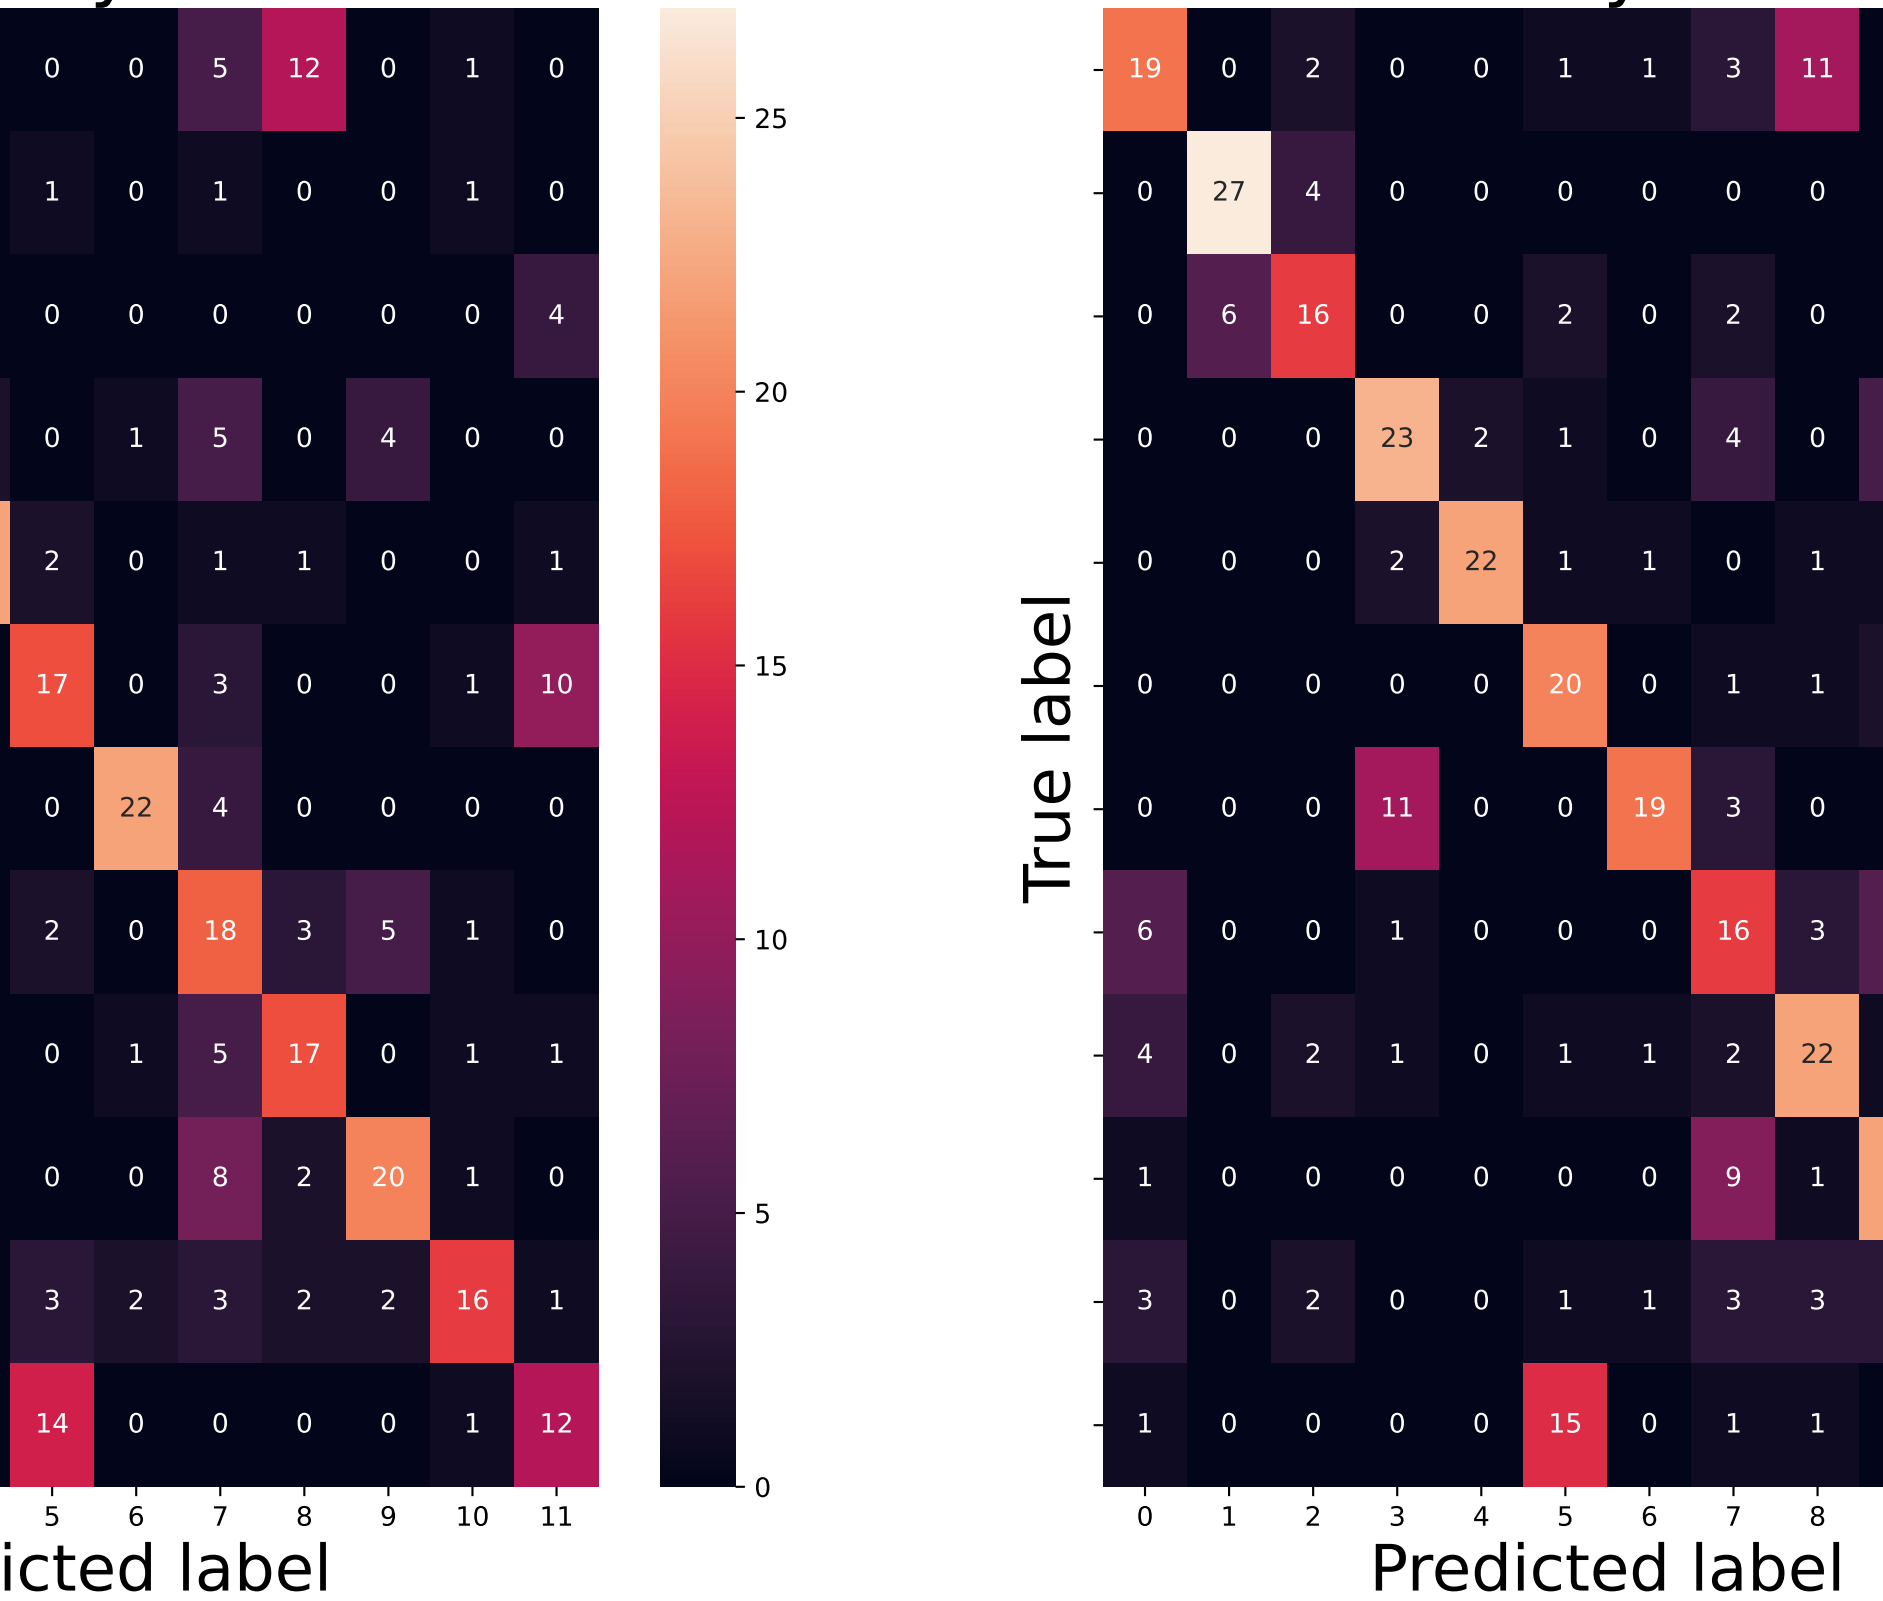 0 0 5 12 0 1 0
1 0 1 0 0 1 0
0 0 0 0 0 0 4
0 1 5 0 4 0 0
2 0 1 1 0 0 1
17 0 3 0 0 1 10
0 22 4 0 0 0 0
2 0 18 3 5 1 0
0 1 5 17 0 1 1
0 0 8 2 20 1 0
3 2 3 2 2 16 1
14 0 0 0 0 1 12
5 6 7 8 9 10 11
icted label
25
20
15
10
5
0
True label
19 0 2 0 0 1 1 3 11
0 27 4 0 0 0 0 0 0
0 6 16 0 0 2 0 2 0
0 0 0 23 2 1 0 4 0
0 0 0 2 22 1 1 0 1
0 0 0 0 0 20 0 1 1
0 0 0 11 0 0 19 3 0
6 0 0 1 0 0 0 16 3
4 0 2 1 0 1 1 2 22
1 0 0 0 0 0 0 9 1
3 0 2 0 0 1 1 3 3
1 0 0 0 0 15 0 1 1
0 1 2 3 4 5 6 7 8
Predicted label